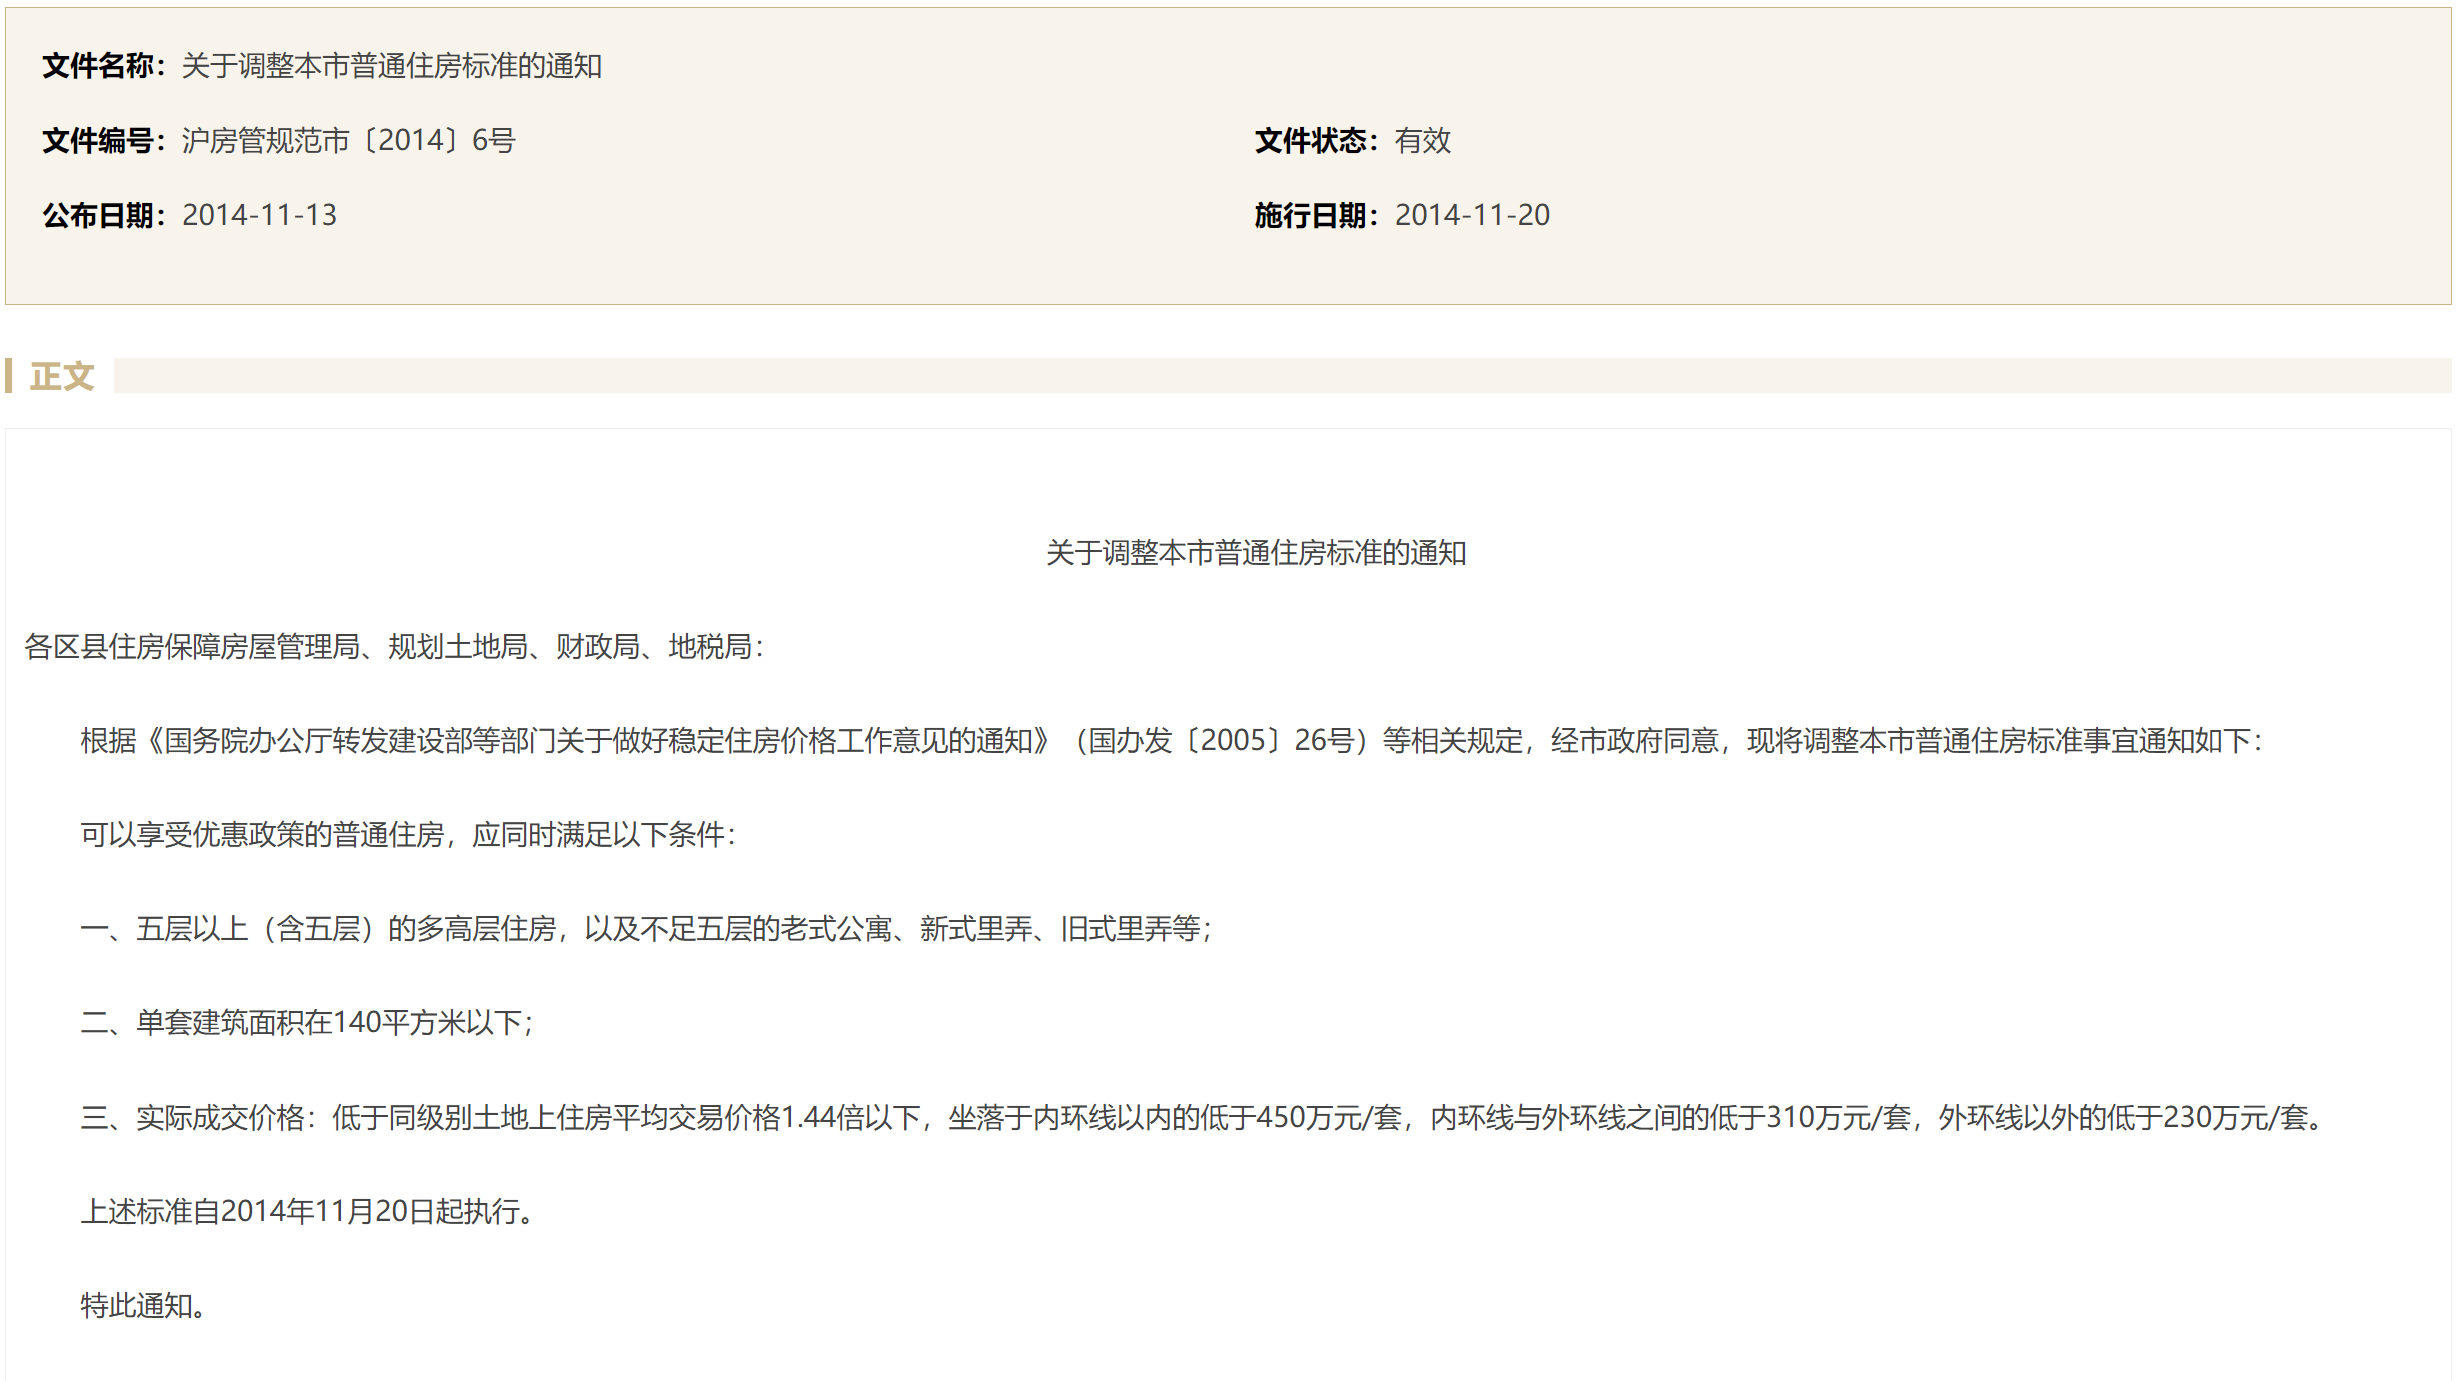 文件名称：关于调整本市普通住房标准的通知
文件编号：沪房管规范市〔2014〕6号
文件状态：有效
公布日期：2014-11-13
施行日期：2014-11-20
正文
关于调整本市普通住房标准的通知
各区县住房保障房屋管理局、规划土地局、财政局、地税局：
根据《国务院办公厅转发建设部等部门关于做好稳定住房价格工作意见的通知》（国办发〔2005〕26号）等相关规定，经市政府同意，现将调整本市普通住房标准事宜通知如下：
可以享受优惠政策的普通住房，应同时满足以下条件：
一、五层以上（含五层）的多高层住房，以及不足五层的老式公寓、新式里弄、旧式里弄等；
二、单套建筑面积在140平方米以下；
三、实际成交价格：低于同级别土地上住房平均交易价格1.44倍以下，坐落于内环线以内的低于450万元/套，内环线与外环线之间的低于310万元/套，外环线以外的低于230万元/套。
上述标准自2014年11月20日起执行。
特此通知。